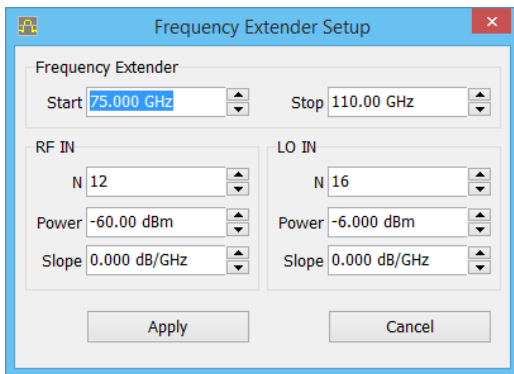 Frequency Extender Setup
Frequency Extender
Start 75.000 GHz Stop 110.00 GHz
RF IN LO IN
N 12 N 16
Power -60.00 dBm Power -6.000 dBm
Slope 0.000 dB/GHz Slope 0.000 dB/GHz
Apply Cancel